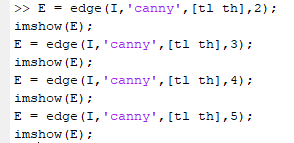 >> E = edge(I,'canny',[tl th],2);
imshow(E);
E = edge(I,'canny',[tl th],3);
imshow(E);
E = edge(I,'canny',[tl th],4);
imshow(E);
E = edge(I,'canny',[tl th],5);
imshow(E);